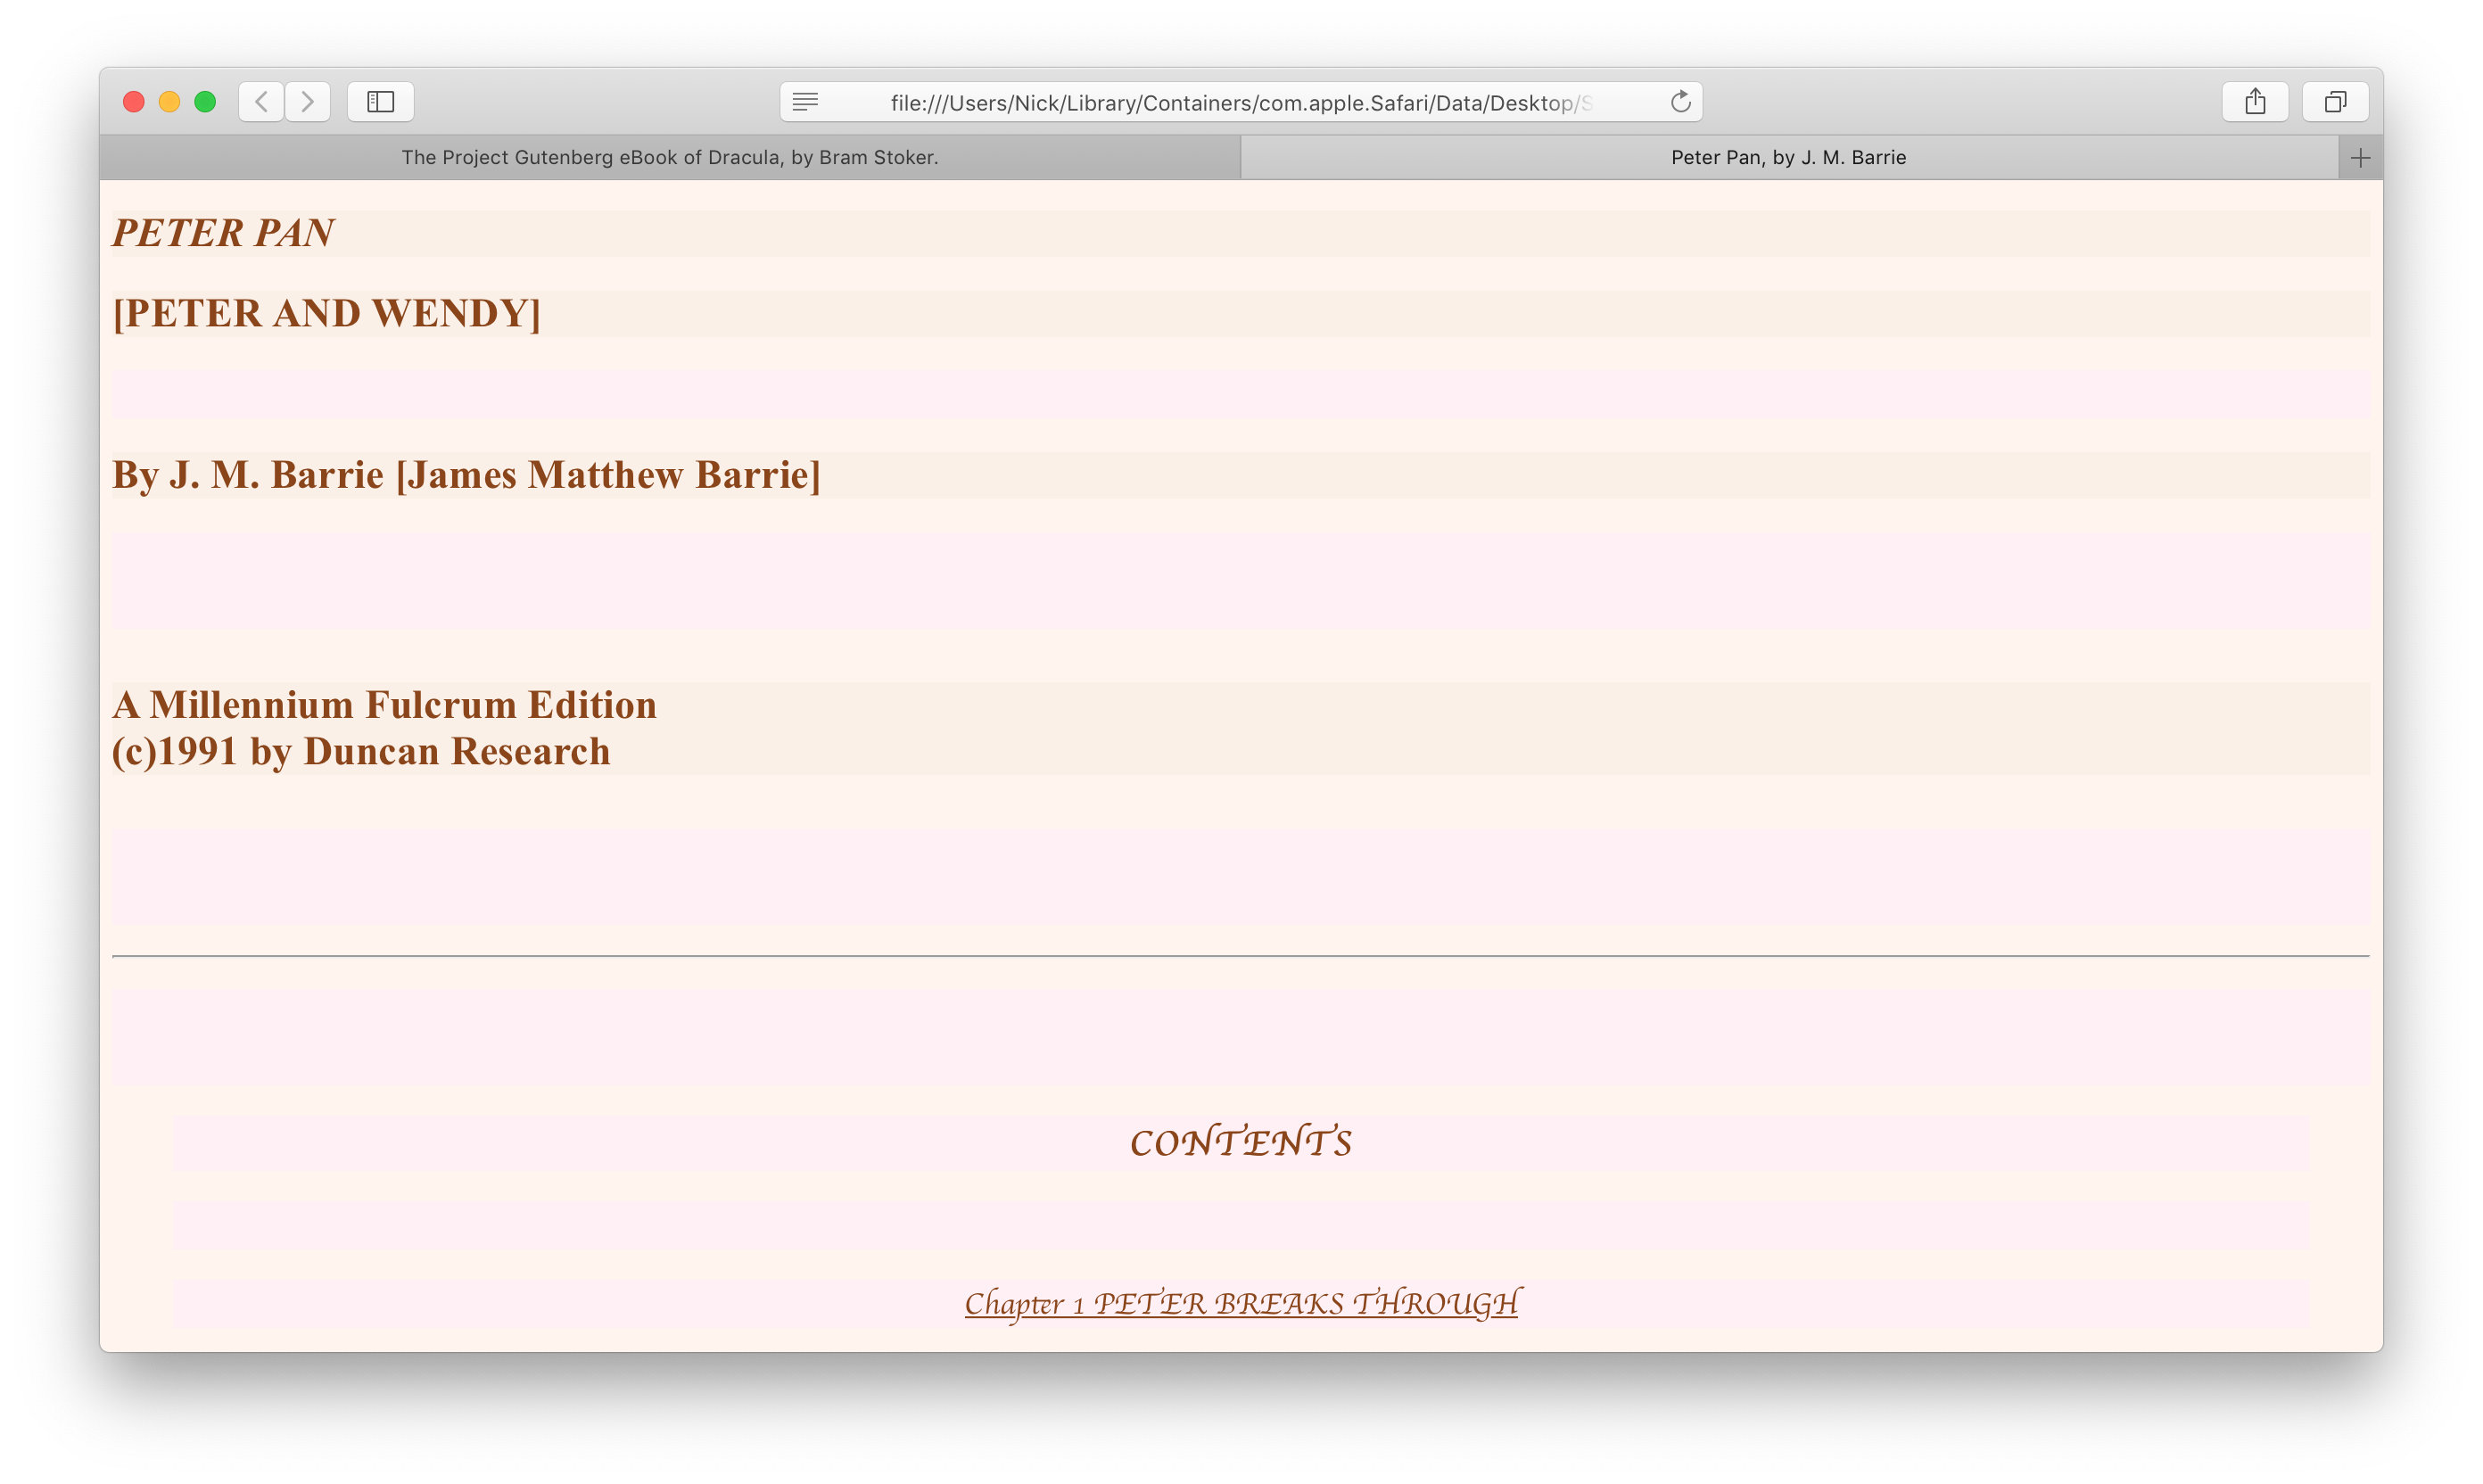 file:///Users/Nick/Library/Containers/com.apple.Safari/Data/Desktop/S
The Project Gutenberg eBook of Dracula, by Bram Stoker.
Peter Pan, by J. M. Barrie
PETER PAN
[PETER AND WENDY]
By J. M. Barrie [James Matthew Barrie]
A Millennium Fulcrum Edition
(c)1991 by Duncan Research
CONTENTS
Chapter 1 PETER BREAKS THROUGH